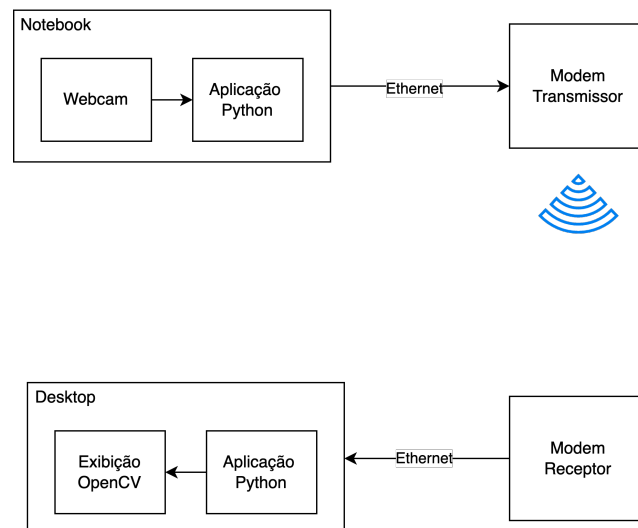 Notebook
Webcam
Aplicação
Python
Ethernet
Modem
Transmissor
Desktop
Exibição
OpenCV
Aplicação
Python
Ethernet
Modem
Receptor